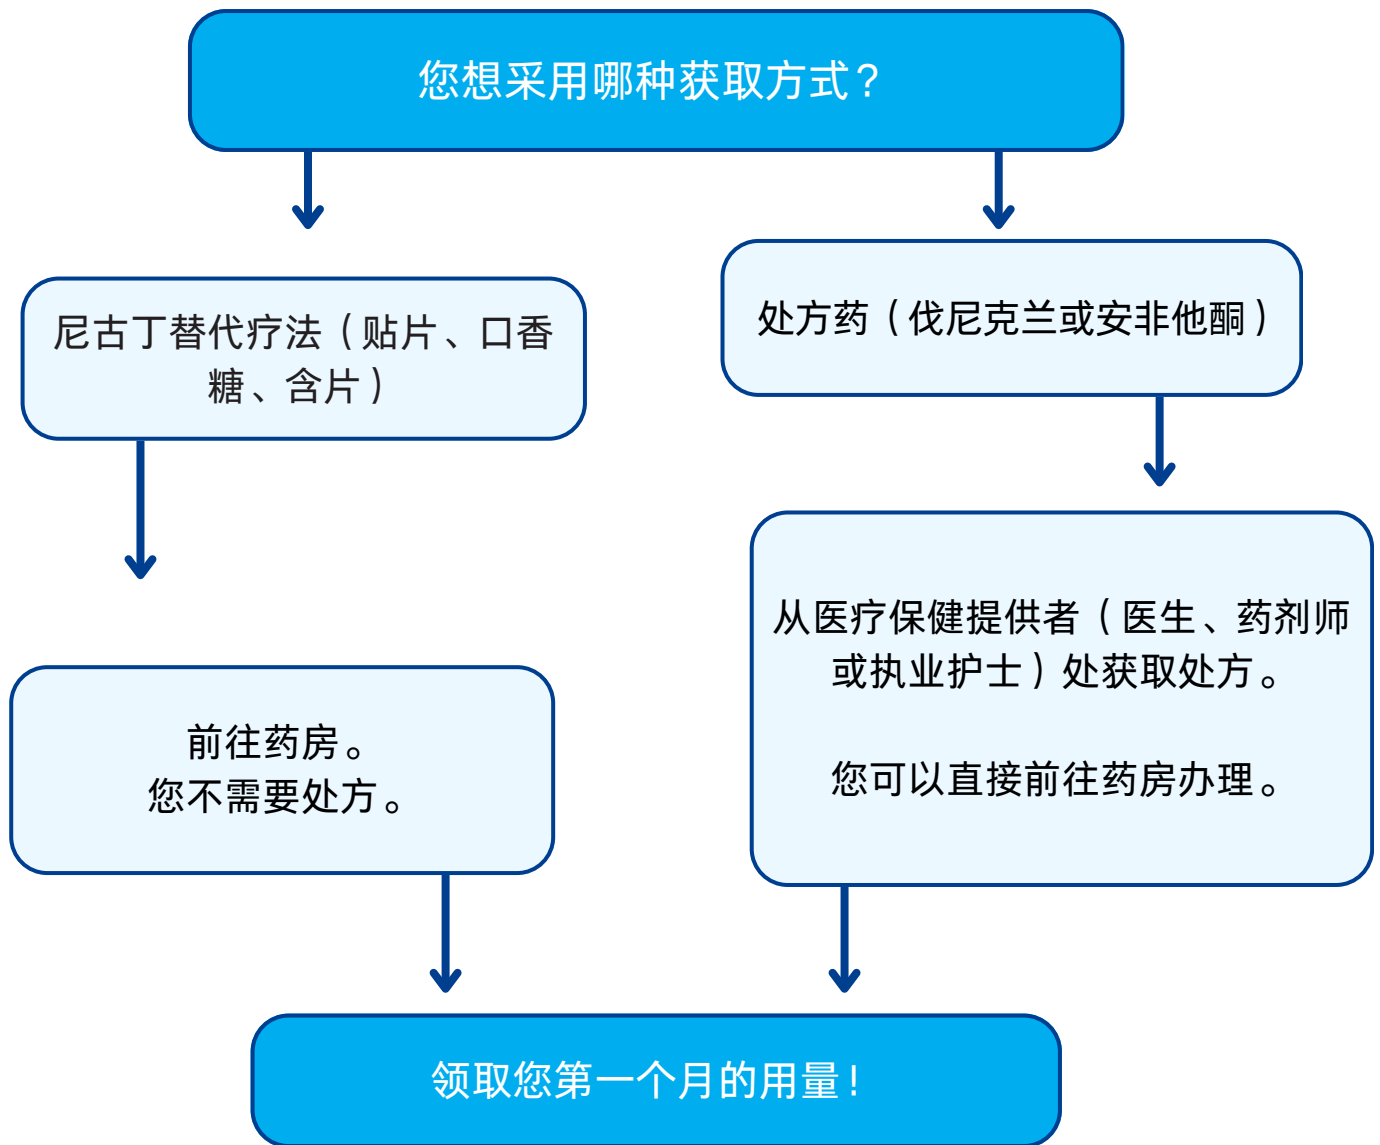 您想采用哪种获取方式？
尼古丁替代疗法（贴片、口香
糖、含片）
处方药（伐尼克兰或安非他酮）
从医疗保健提供者（医生、药剂师
或执业护士）处获取处方。
您可以直接前往药房办理。
前往药房。
您不需要处方。
领取您第一个月的用量！